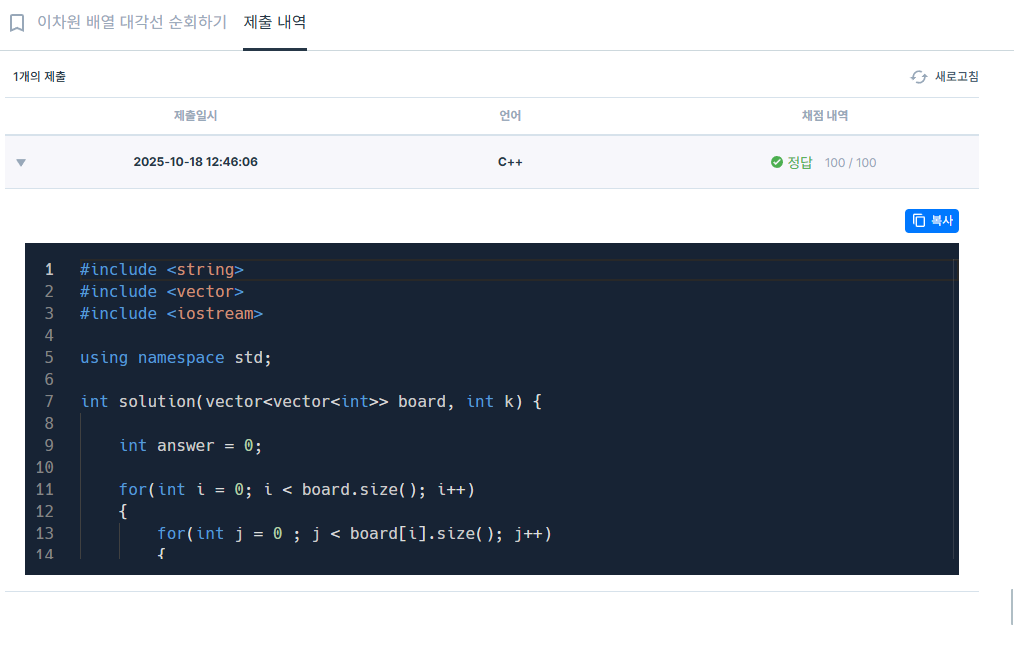 이차원 배열 대각선 순회하기 제출 내역
1개의 제출 새로고침
제출일시 언어 채점 내역
2025-10-18 12:46:06 C++ 정답 100 / 100
복사
1 #include <string>
2 #include <vector>
3 #include <iostream>
4
5 using namespace std;
6
7 int solution(vector<vector<int>> board, int k) {
8
9 int answer = 0;
10
11 for(int i = 0; i < board.size(); i++)
12 {
13 for(int j = 0 ; j < board[i].size(); j++)
14 {